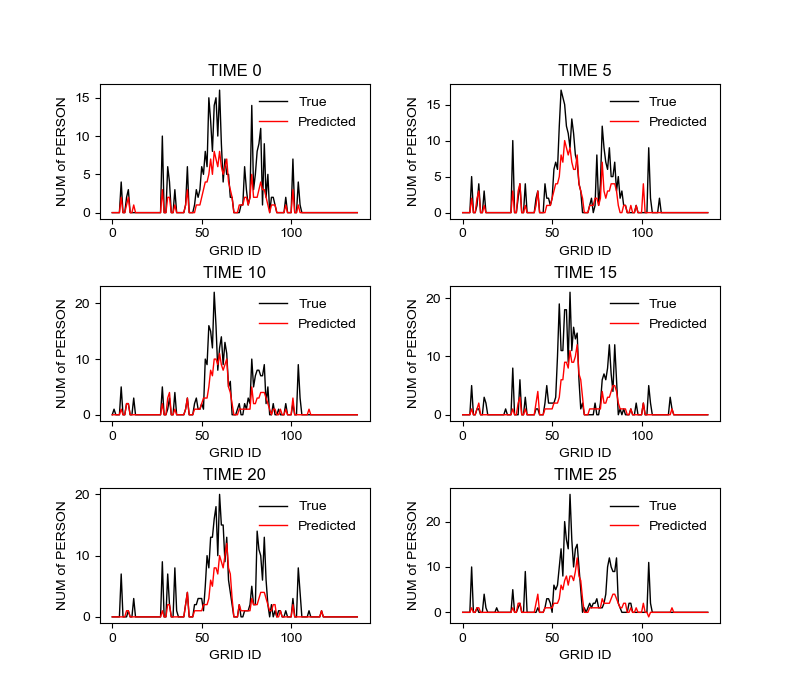 TIME 0
NUM of PERSON
15
10
5
0
True
Predicted
0
50
100
GRID ID
TIME 5
NUM of PERSON
15
10
5
0
True
Predicted
0
50
100
GRID ID
TIME 10
NUM of PERSON
20
10
0
True
Predicted
0
50
100
GRID ID
TIME 15
NUM of PERSON
20
10
0
True
Predicted
0
50
100
GRID ID
TIME 20
NUM of PERSON
20
10
0
True
Predicted
0
50
100
GRID ID
TIME 25
NUM of PERSON
20
10
0
True
Predicted
0
50
100
GRID ID